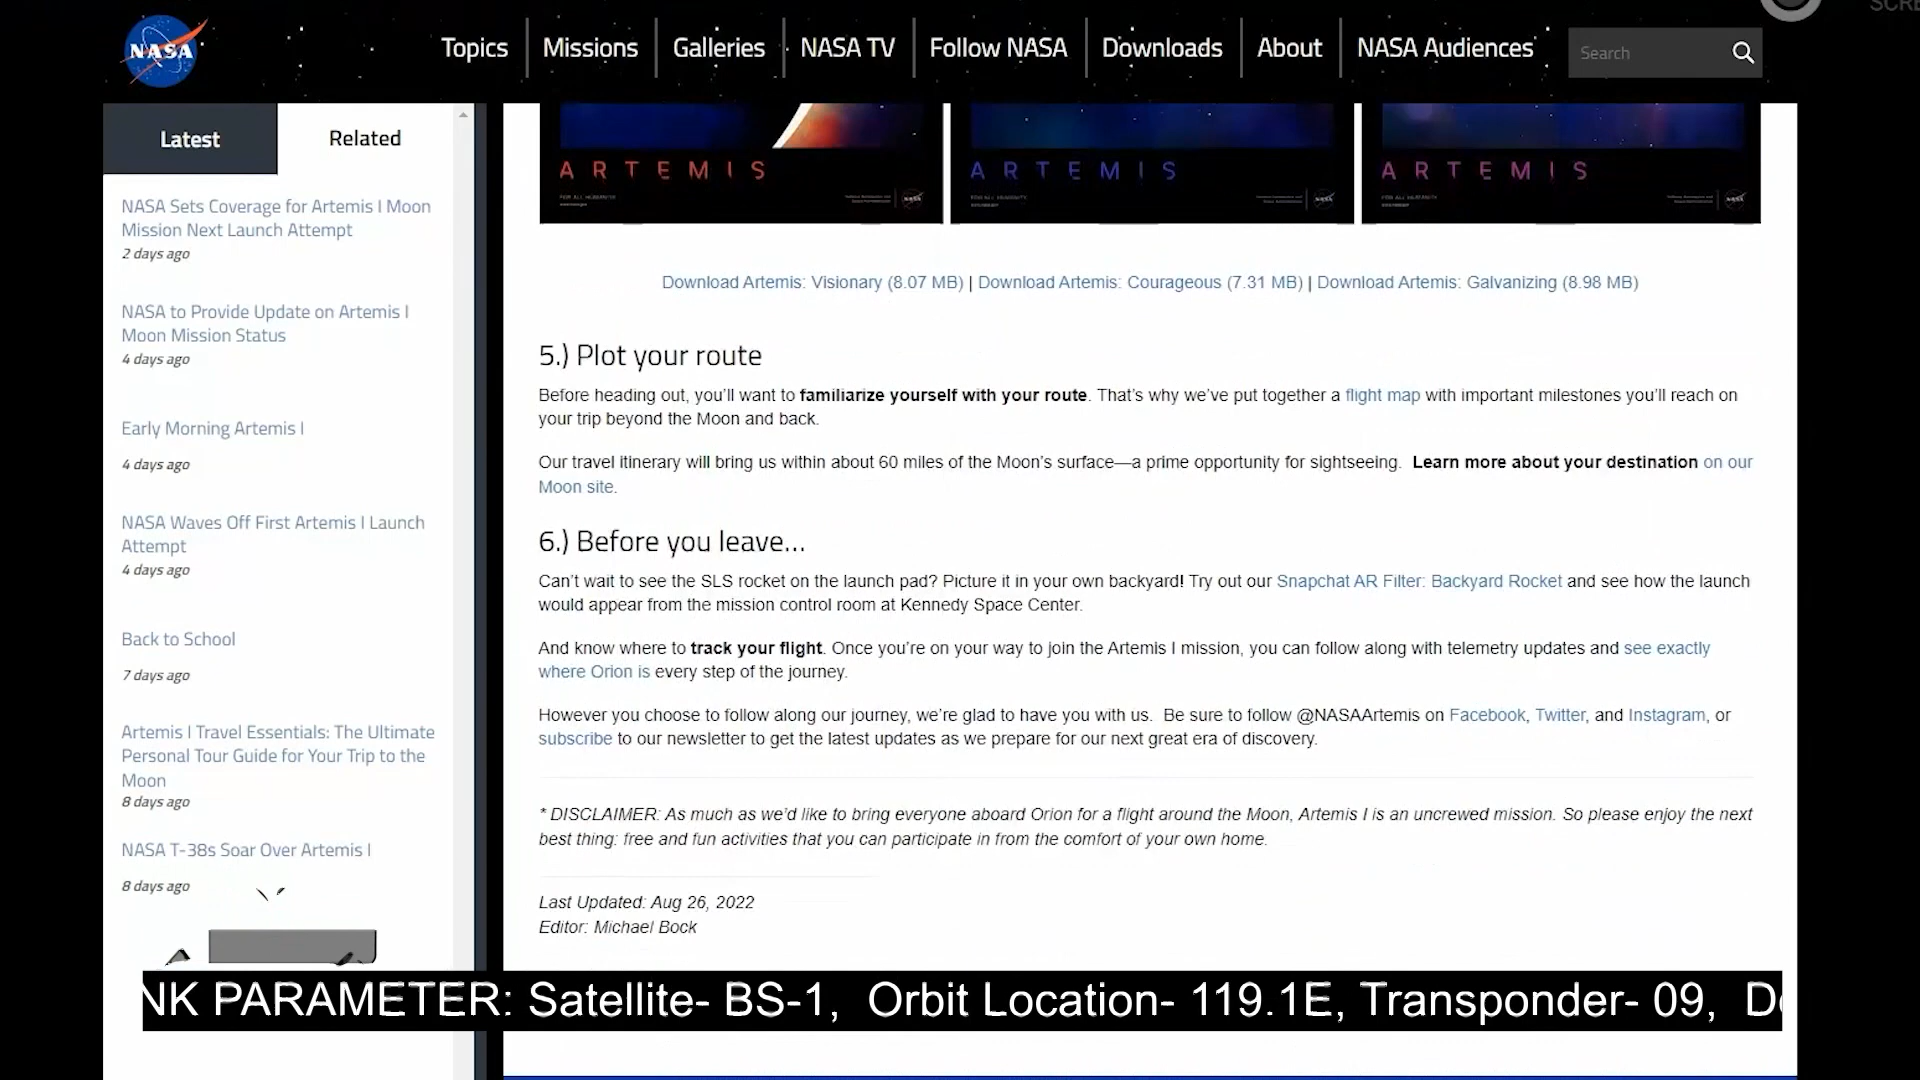 SCRE
NASA
Topics
Missions
Galleries
NASA TV
Follow NASA
Downloads
About
NASA Audiences
Search
Latest
Related
NASA Sets Coverage for Artemis I Moon
Mission Next Launch Attempt
2 days ago
NASA to Provide Update on Artemis I
Moon Mission Status
4 days ago
Early Morning Artemis I
4 days ago
NASA Waves Off First Artemis I Launch
Attempt
4 days ago
Back to School
7 days ago
Artemis I Travel Essentials: The Ultimate
Personal Tour Guide for Your Trip to the
Moon
8 days ago
NASA T-38s Soar Over Artemis I
8 days ago
ARTEMIS
ARTEMIS
ARTEMIS
Download Artemis: Visionary (8.07 MB) | Download Artemis: Courageous (7.31 MB) | Download Artemis: Galvanizing (8.98 MB)
5.) Plot your route
Before heading out, you'll want to familiarize yourself with your route. That's why we've put together a flight map with important milestones you'll reach on
your trip beyond the Moon and back.
Our travel itinerary will bring us within about 60 miles of the Moon's surface—a prime opportunity for sightseeing. Learn more about your destination on our
Moon site.
6.) Before you leave...
Can't wait to see the SLS rocket on the launch pad? Picture it in your own backyard! Try out our Snapchat AR Filter: Backyard Rocket and see how the launch
would appear from the mission control room at Kennedy Space Center.
And know where to track your flight. Once you're on your way to join the Artemis I mission, you can follow along with telemetry updates and see exactly
where Orion is every step of the journey.
However you choose to follow along our journey, we're glad to have you with us. Be sure to follow @NASAArtemis on Facebook, Twitter, and Instagram, or
subscribe to our newsletter to get the latest updates as we prepare for our next great era of discovery.
* DISCLAIMER: As much as we'd like to bring everyone aboard Orion for a flight around the Moon, Artemis I is an uncrewed mission. So please enjoy the next
best thing: free and fun activities that you can participate in from the comfort of your own home.
Last Updated: Aug 26, 2022
Editor: Michael Bock
NK PARAMETER: Satellite- BS-1, Orbit Location- 119.1E, Transponder- 09, D